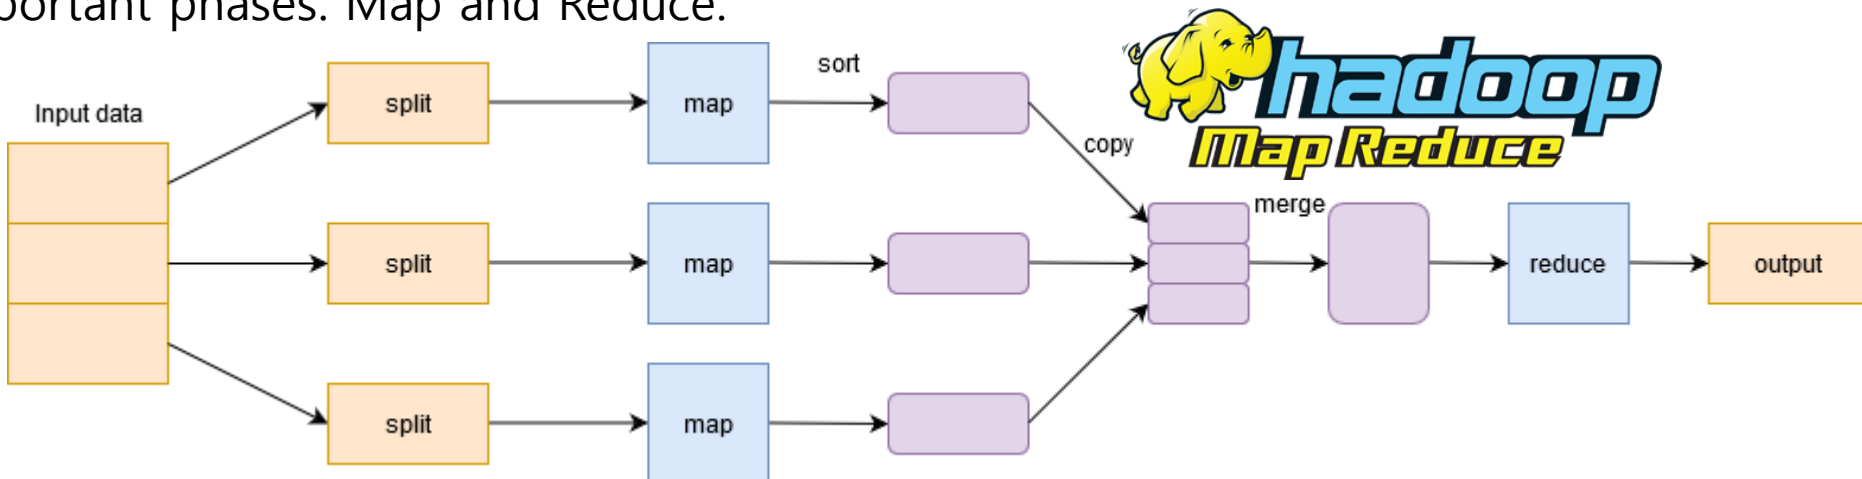 portant phases. Map and Reduce.
hadoop
Map Reduce
Input data
split
map
sort
copy
split
map
merge
reduce
output
split
map